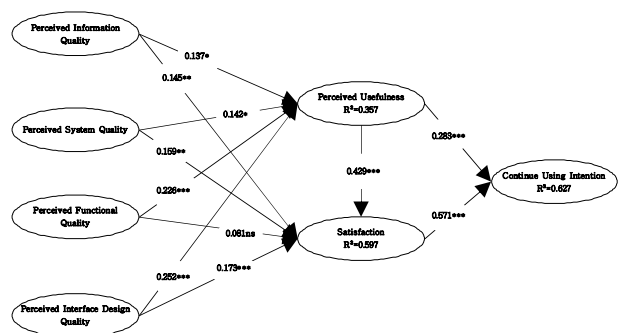 Perceived Information
Quality
0.137*
0.145**
Perceived Usefulness
R²=0.357
Perceived System Quality
0.142*
0.283***
0.159**
0.429***
Continue Using Intention
R²=0.627
0.226***
Perceived Functional
Quality
0.081ns
0.571***
Satisfaction
R²=0.597
0.252***
0.173***
Perceived Interface Design
Quality